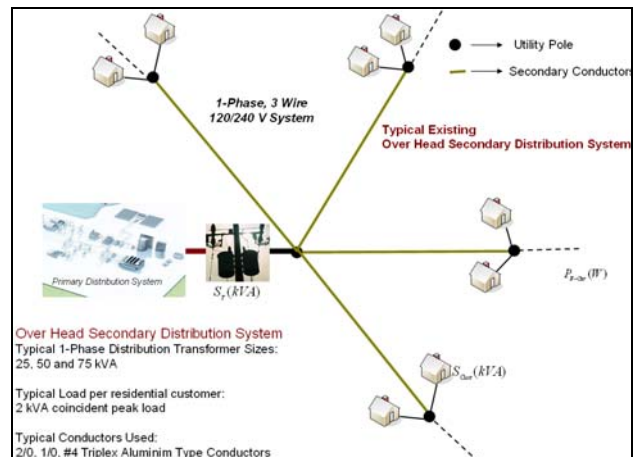 Utility Pole
Secondary Conductors
1-Phase, 3 Wire
120/240 V System
Typical Existing
Over Head Secondary Distribution System
Primary Distribution System
S_T(kVA)
Over Head Secondary Distribution System
Typical 1-Phase Distribution Transformer Sizes:
25, 50 and 75 kVA
Typical Load per residential customer:
2 kVA coincident peak load
Typical Conductors Used:
2/0, 1/0, #4 Triplex Aluminim Type Conductors
S_Cust(kVA)
(W)